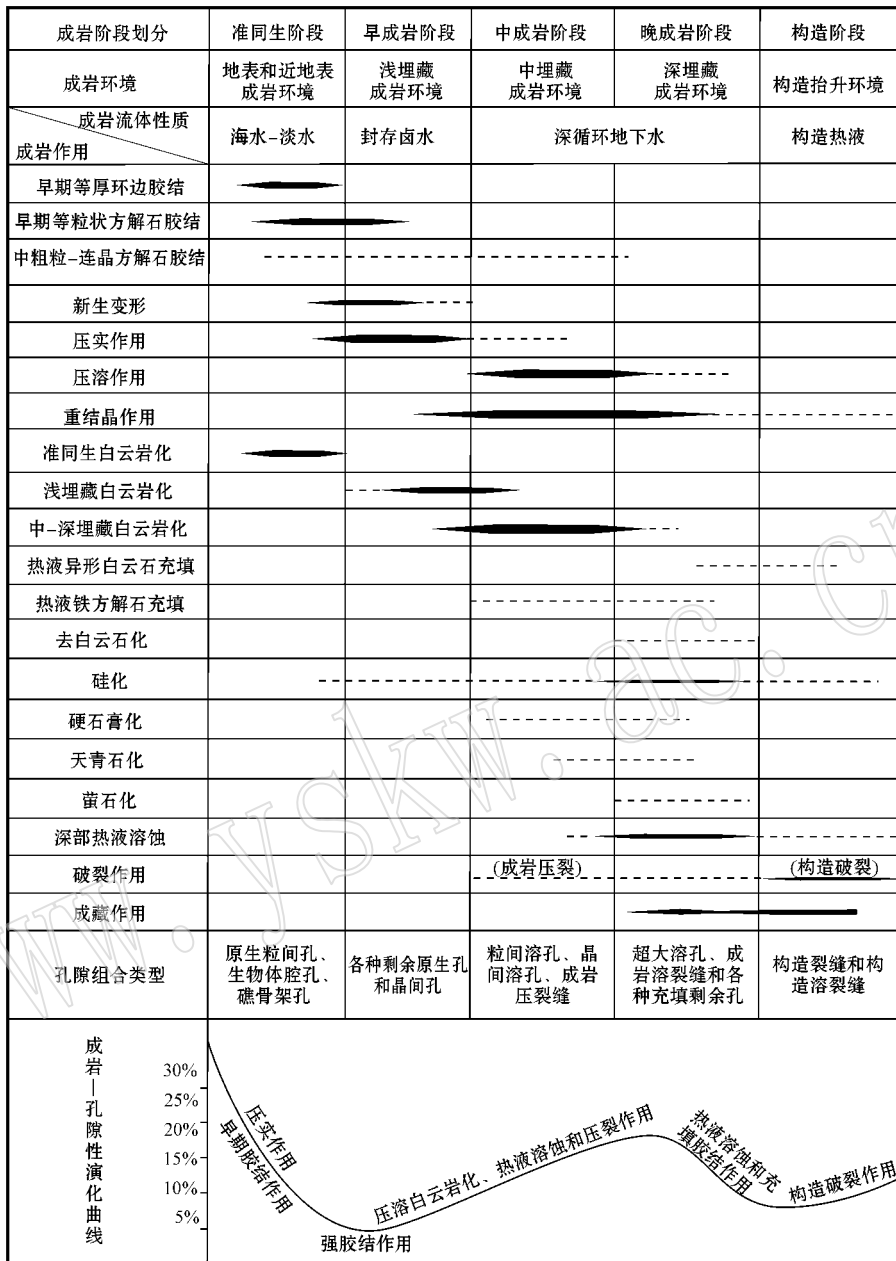 成岩阶段划分 准同生阶段 早成岩阶段 中成岩阶段 晚成岩阶段 构造阶段
成岩环境 地表和近地表成岩环境 浅埋藏成岩环境 中埋藏成岩环境 深埋藏成岩环境 构造抬升环境
成岩流体性质
成岩作用 海水-淡水 封存卤水 深循环地下水 构造热液
早期等厚环边胶结
早期等粒状方解石胶结
中粗粒-连晶方解石胶结
新生变形
压实作用
压溶作用
重结晶作用
准同生白云岩化
浅埋藏白云岩化
中-深埋藏白云岩化
热液异形白云石充填
热液铁方解石充填
去白云石化
硅化
硬石膏化
天青石化
萤石化
深部热液溶蚀
破裂作用 (成岩压裂) (构造破裂)
成藏作用
孔隙组合类型 原生粒间孔、生物体腔孔、礁骨架孔 各种剩余原生孔和晶间孔 粒间溶孔、晶间溶孔、成岩压裂缝 超大溶孔、成岩溶裂缝和各种充填剩余孔 构造裂缝和构造溶裂缝
成岩—孔隙性演化曲线
30%
25%
20%
15%
10%
5%
压实作用
早期胶结作用
强胶结作用
压溶白云岩化、热液溶蚀和压裂作用
热液溶蚀和充
填胶结作用
构造破裂作用
www.yskw.ac.cn